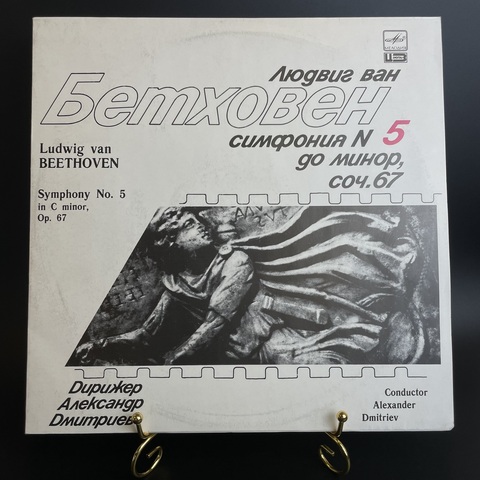 мелодия
Людвиг ван
Бетховен
симфония N 5
до минор,
соч. 67
Ludwig van
BEETHOVEN
Symphony No. 5
in C minor,
Op. 67
Дирижер
Александр
Дмитриев
Conductor
Alexander
Dmitriev